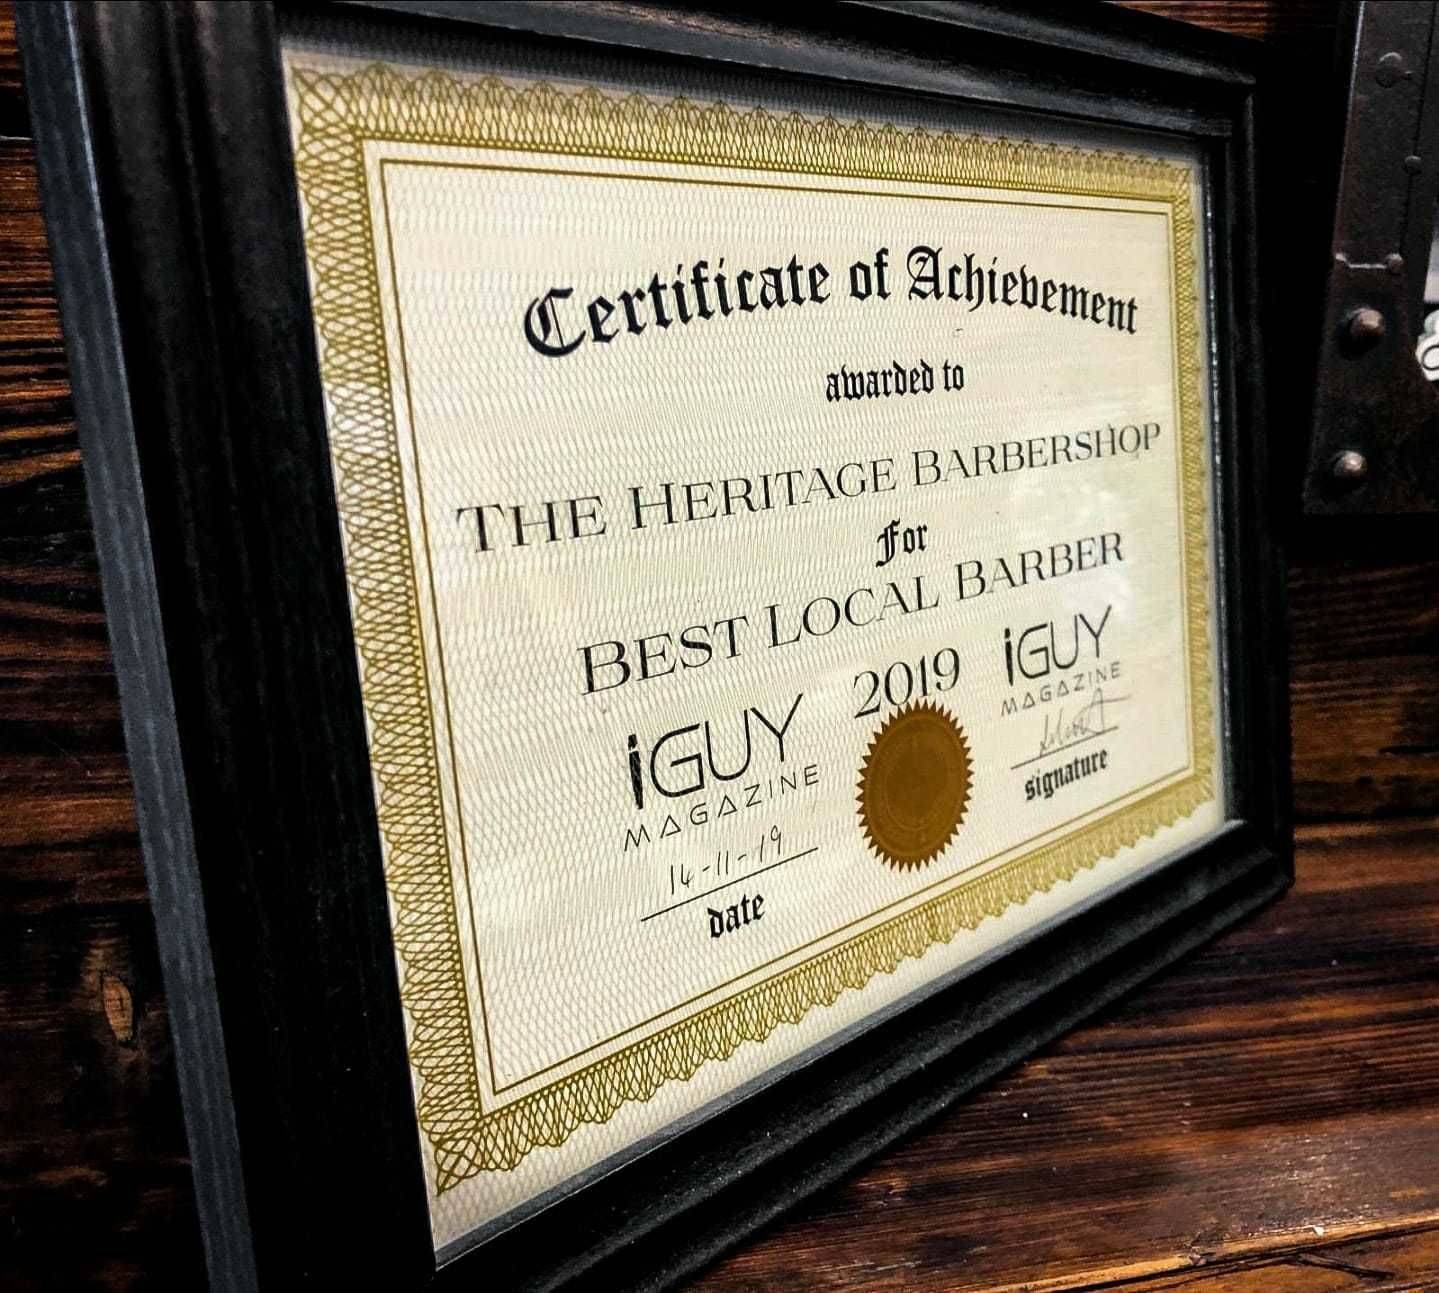 Certificate of Achievement
awarded to
THE HERITAGE BARBERSHOP
For
BEST LOCAL BARBER
2019
iGUY
MAGAZINE
iGUY
MAGAZINE
14-11-19
date
signature